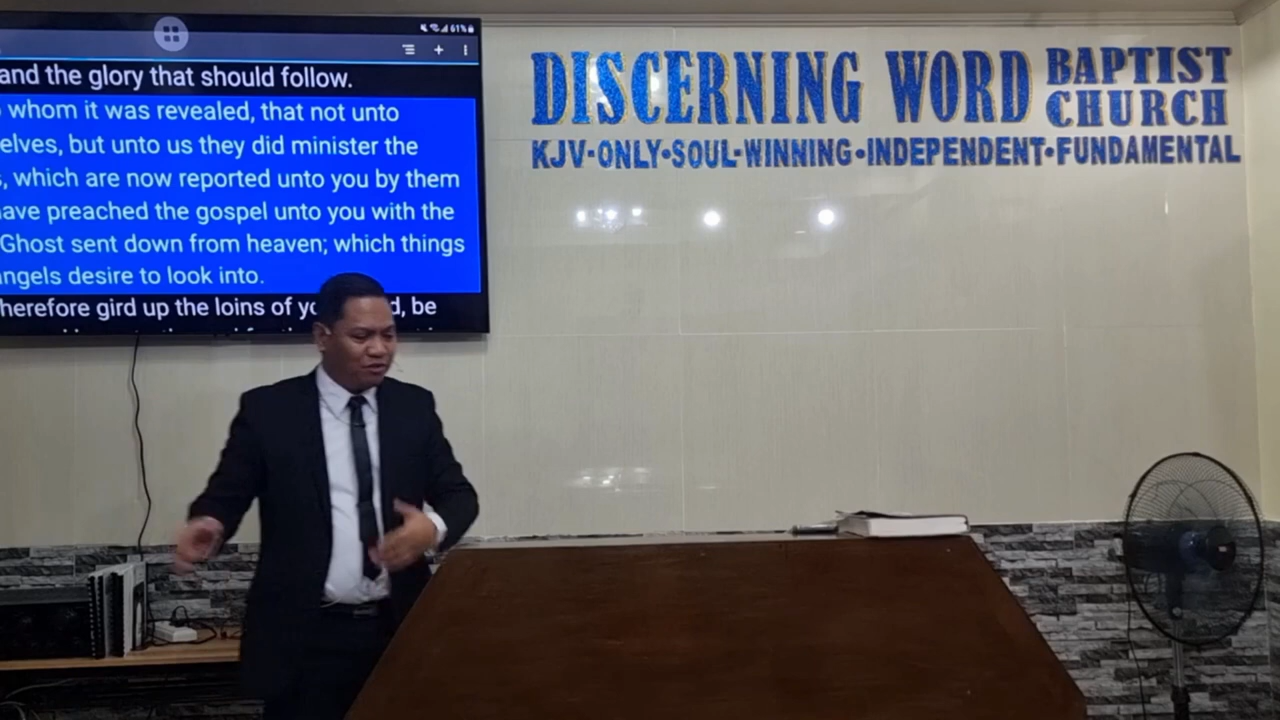 61%
and the glory that should follow.
whom it was revealed, that not unto
elves, but unto us they did minister the
, which are now reported unto you by them
ave preached the gospel unto you with the
Ghost sent down from heaven; which things
ngels desire to look into.
herefore gird up the loins of yo d, be
DISCERNING WORD BAPTIST CHURCH
KJV-ONLY•SOUL-WINNING•INDEPENDENT•FUNDAMENTAL